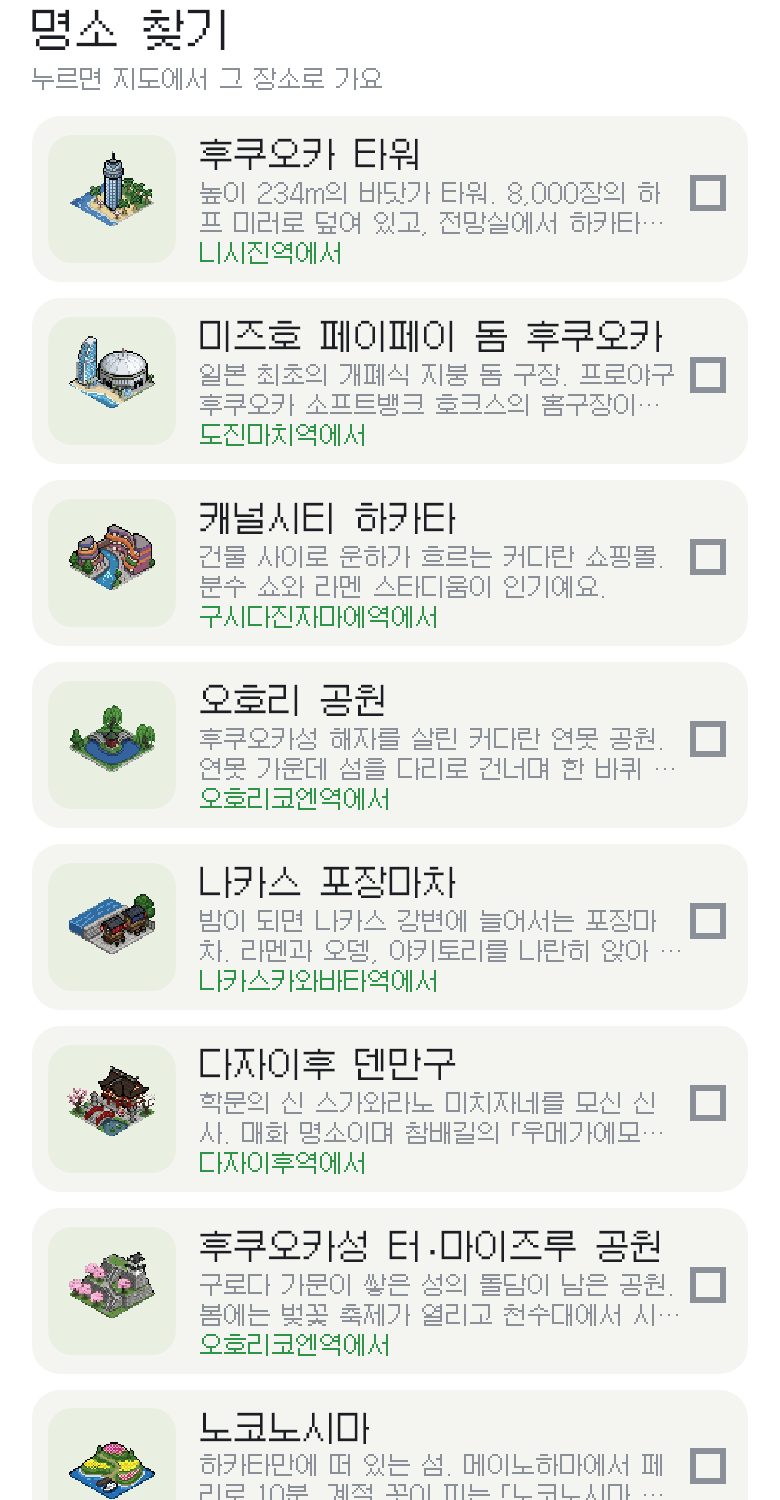 명소 찾기
누르면 지도에서 그 장소로 가요
후쿠오카 타워
높이 234m의 바닷가 타워. 8,000장의 하
프 미러로 덮여 있고, 전망실에서 하카타…
니시진역에서
미즈호 페이페이 돔 후쿠오카
일본 최초의 개폐식 지붕 돔 구장. 프로야구
후쿠오카 소프트뱅크 호크스의 홈구장이…
도진마치역에서
캐널시티 하카타
건물 사이로 운하가 흐르는 커다란 쇼핑몰.
분수 쇼와 라멘 스타디움이 인기예요.
구시다진자마에역에서
오호리 공원
후쿠오카성 해자를 살린 커다란 연못 공원.
연못 가운데 섬을 다리로 건너며 한 바퀴 …
오호리코엔역에서
나카스 포장마차
밤이 되면 나카스 강변에 늘어서는 포장마
차. 라멘과 오뎅, 야키토리를 나란히 앉아 …
나카스카와바타역에서
다자이후 덴만구
학문의 신 스가와라노 미치자네를 모신 신
사. 매화 명소이며 참배길의 「우메가에모…
다자이후역에서
후쿠오카성 터·마이즈루 공원
구로다 가문이 쌓은 성의 돌담이 남은 공원.
봄에는 벚꽃 축제가 열리고 천수대에서 시…
오호리코엔역에서
노코노시마
하카타만에 떠 있는 섬. 메이노하마에서 페
리로 10분. 계절 꽃이 피는 「노코노시마 …